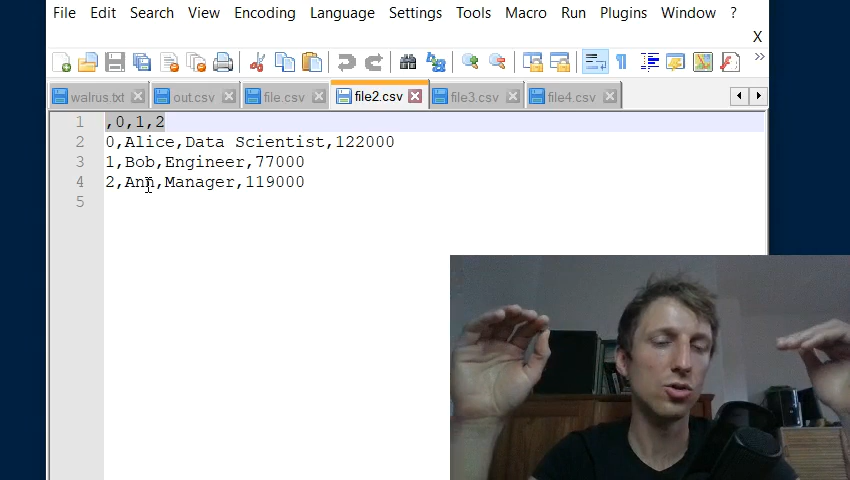 File Edit Search View Encoding Language Settings Tools Macro Run Plugins Window ?
X
walrus.txt out.csv file.csv file2.csv file3.csv file4.csv
1 ,0,1,2
2 0,Alice,Data Scientist,122000
3 1,Bob,Engineer,77000
4 2,Ann,Manager,119000
5